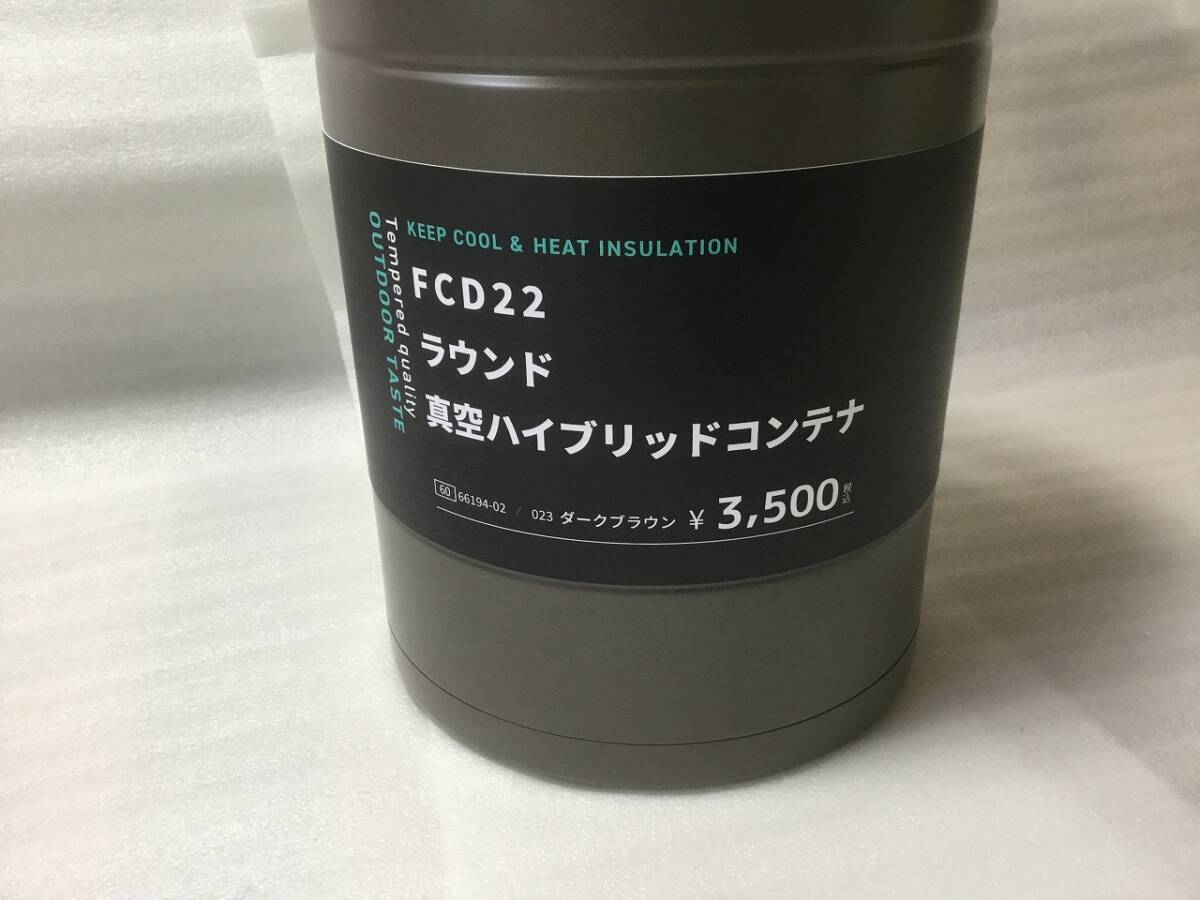 KEEP COOL & HEAT INSULATION
Tempered quality
OUTDOOR TASTE
FCD22
ラウンド
真空ハイブリッドコンテナ
60 66194-02 / 023 ダークブラウン ¥ 3,500 税込